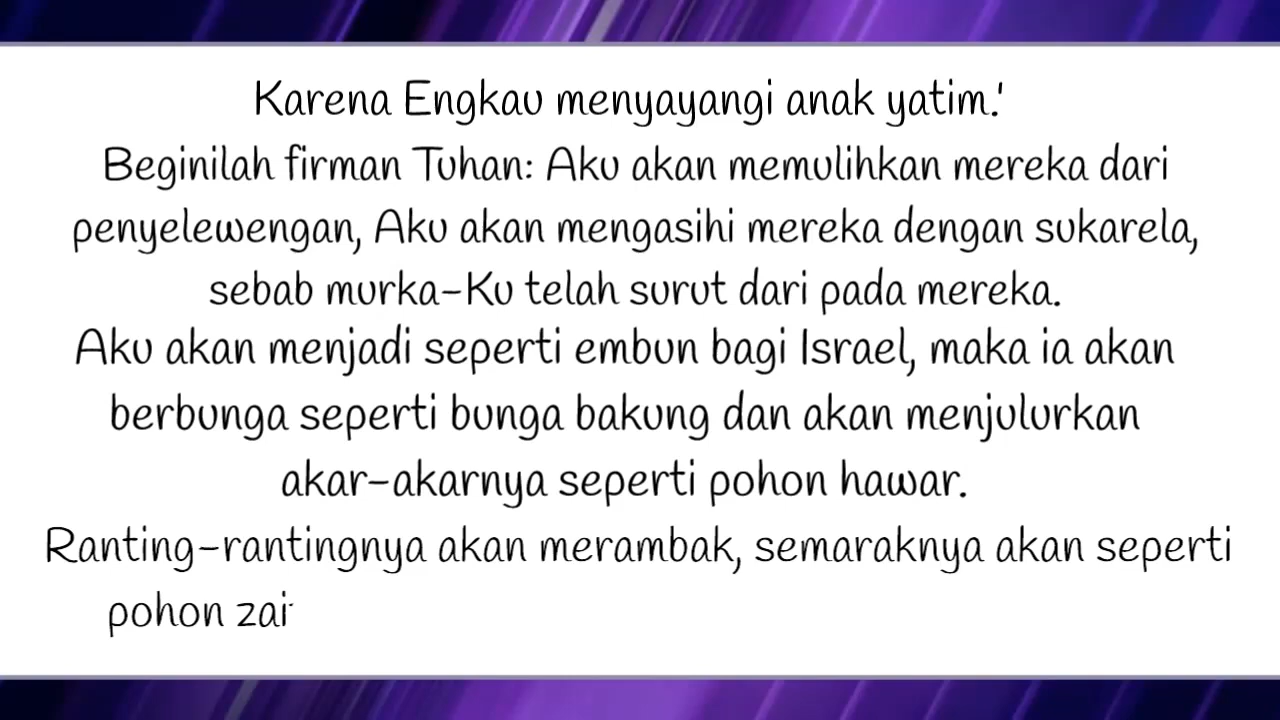 Karena Engkau menyayangi anak yatim.'
Beginilah firman Tuhan: Aku akan memulihkan mereka dari
penyelewengan, Aku akan mengasihi mereka dengan sukarela,
sebab murka-Ku telah surut dari pada mereka.
Aku akan menjadi seperti embun bagi Israel, maka ia akan
berbunga seperti bunga bakung dan akan menjulurkan
akar-akarnya seperti pohon hawar.
Ranting-rantingnya akan merambak, semaraknya akan seperti
pohon zai